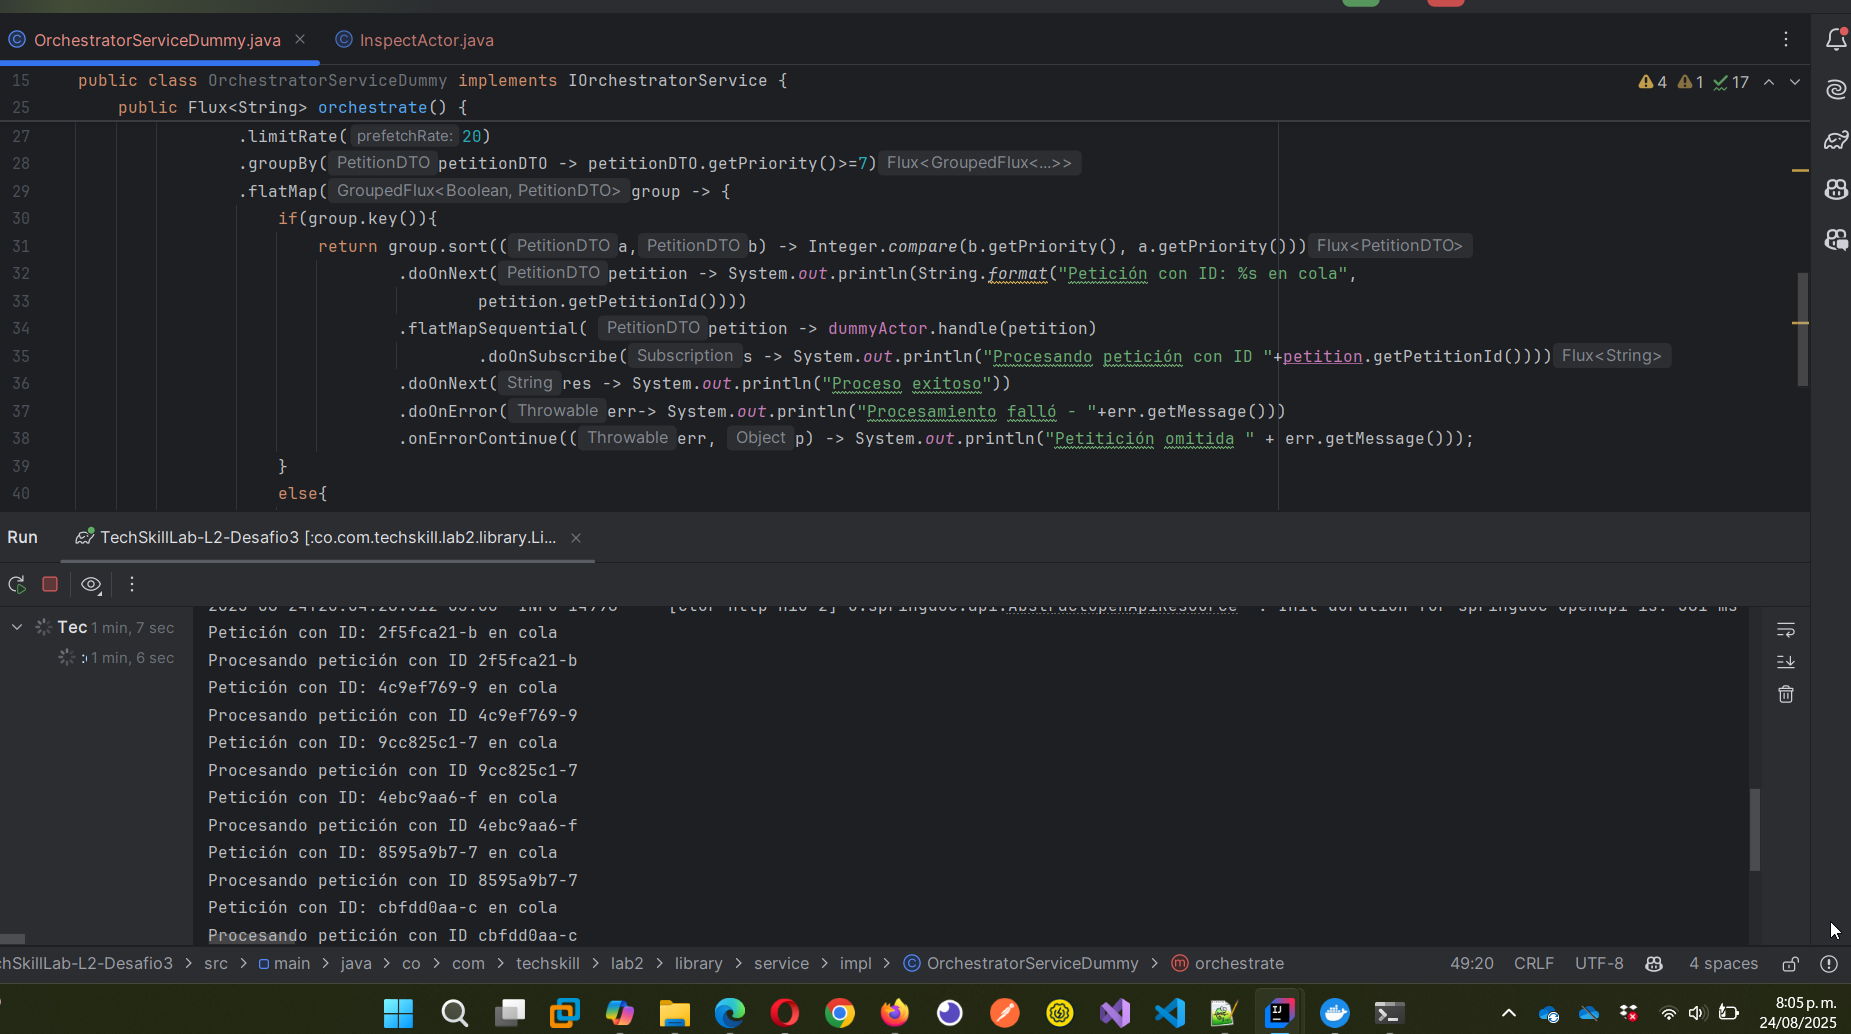 OrchestratorServiceDummy.java
InspectActor.java
15 public class OrchestratorServiceDummy implements IOrchestratorService {
4 1 17
25 public Flux<String> orchestrate() {
27 .limitRate( prefetchRate: 20)
28 .groupBy( PetitionDTO petitionDTO -> petitionDTO.getPriority()>=7) Flux<GroupedFlux<...>>
29 .flatMap( GroupedFlux<Boolean, PetitionDTO> group -> {
30 if(group.key()){
31 return group.sort(( PetitionDTO a, PetitionDTO b) -> Integer.compare(b.getPriority(), a.getPriority())) Flux<PetitionDTO>
32 .doOnNext( PetitionDTO petition -> System.out.println(String.format("Petición con ID: %s en cola",
33 petition.getPetitionId())))
34 .flatMapSequential( PetitionDTO petition -> dummyActor.handle(petition)
35 .doOnSubscribe( Subscription s -> System.out.println("Procesando petición con ID "+petition.getPetitionId()))) Flux<String>
36 .doOnNext( String res -> System.out.println("Proceso exitoso"))
37 .doOnError( Throwable err-> System.out.println("Procesamiento falló - "+err.getMessage()))
38 .onErrorContinue(( Throwable err, Object p) -> System.out.println("Petitición omitida " + err.getMessage()));
39 }
40 else{
Run
TechSkillLab-L2-Desafio3 [:co.com.techskill.lab2.library.Li...
Tec 1 min, 7 sec
: 1 min, 6 sec
Petición con ID: 2f5fca21-b en cola
Procesando petición con ID 2f5fca21-b
Petición con ID: 4c9ef769-9 en cola
Procesando petición con ID 4c9ef769-9
Petición con ID: 9cc825c1-7 en cola
Procesando petición con ID 9cc825c1-7
Petición con ID: 4ebc9aa6-f en cola
Procesando petición con ID 4ebc9aa6-f
Petición con ID: 8595a9b7-7 en cola
Procesando petición con ID 8595a9b7-7
Petición con ID: cbfdd0aa-c en cola
Procesando petición con ID cbfdd0aa-c
chSkillLab-L2-Desafio3 > src > main > java > co > com > techskill > lab2 > library > service > impl > OrchestratorServiceDummy > orchestrate
49:20 CRLF UTF-8 4 spaces
8:05 p. m.
24/08/2025